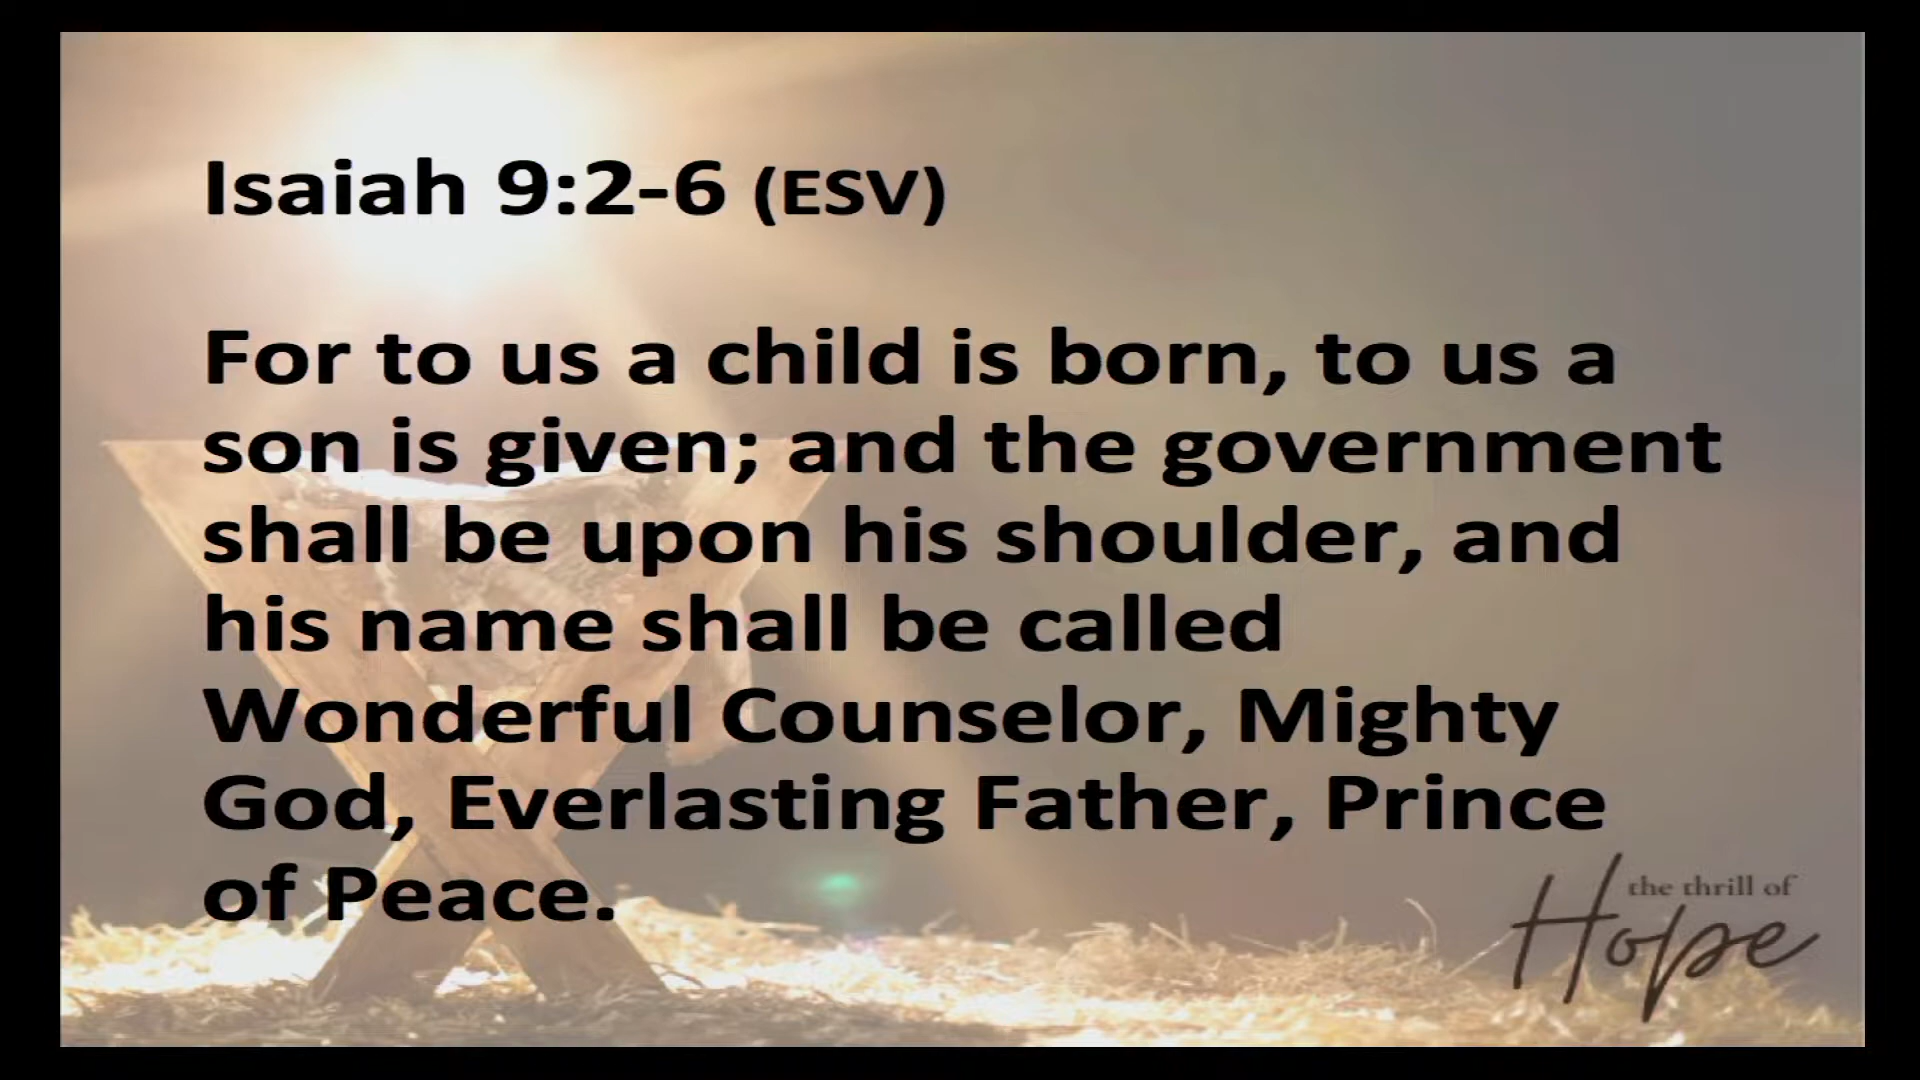 Isaiah 9:2-6 (ESV)
For to us a child is born, to us a
son is given; and the government
shall be upon his shoulder, and
his name shall be called
Wonderful Counselor, Mighty
God, Everlasting Father, Prince
of Peace.
the thrill of
Hope